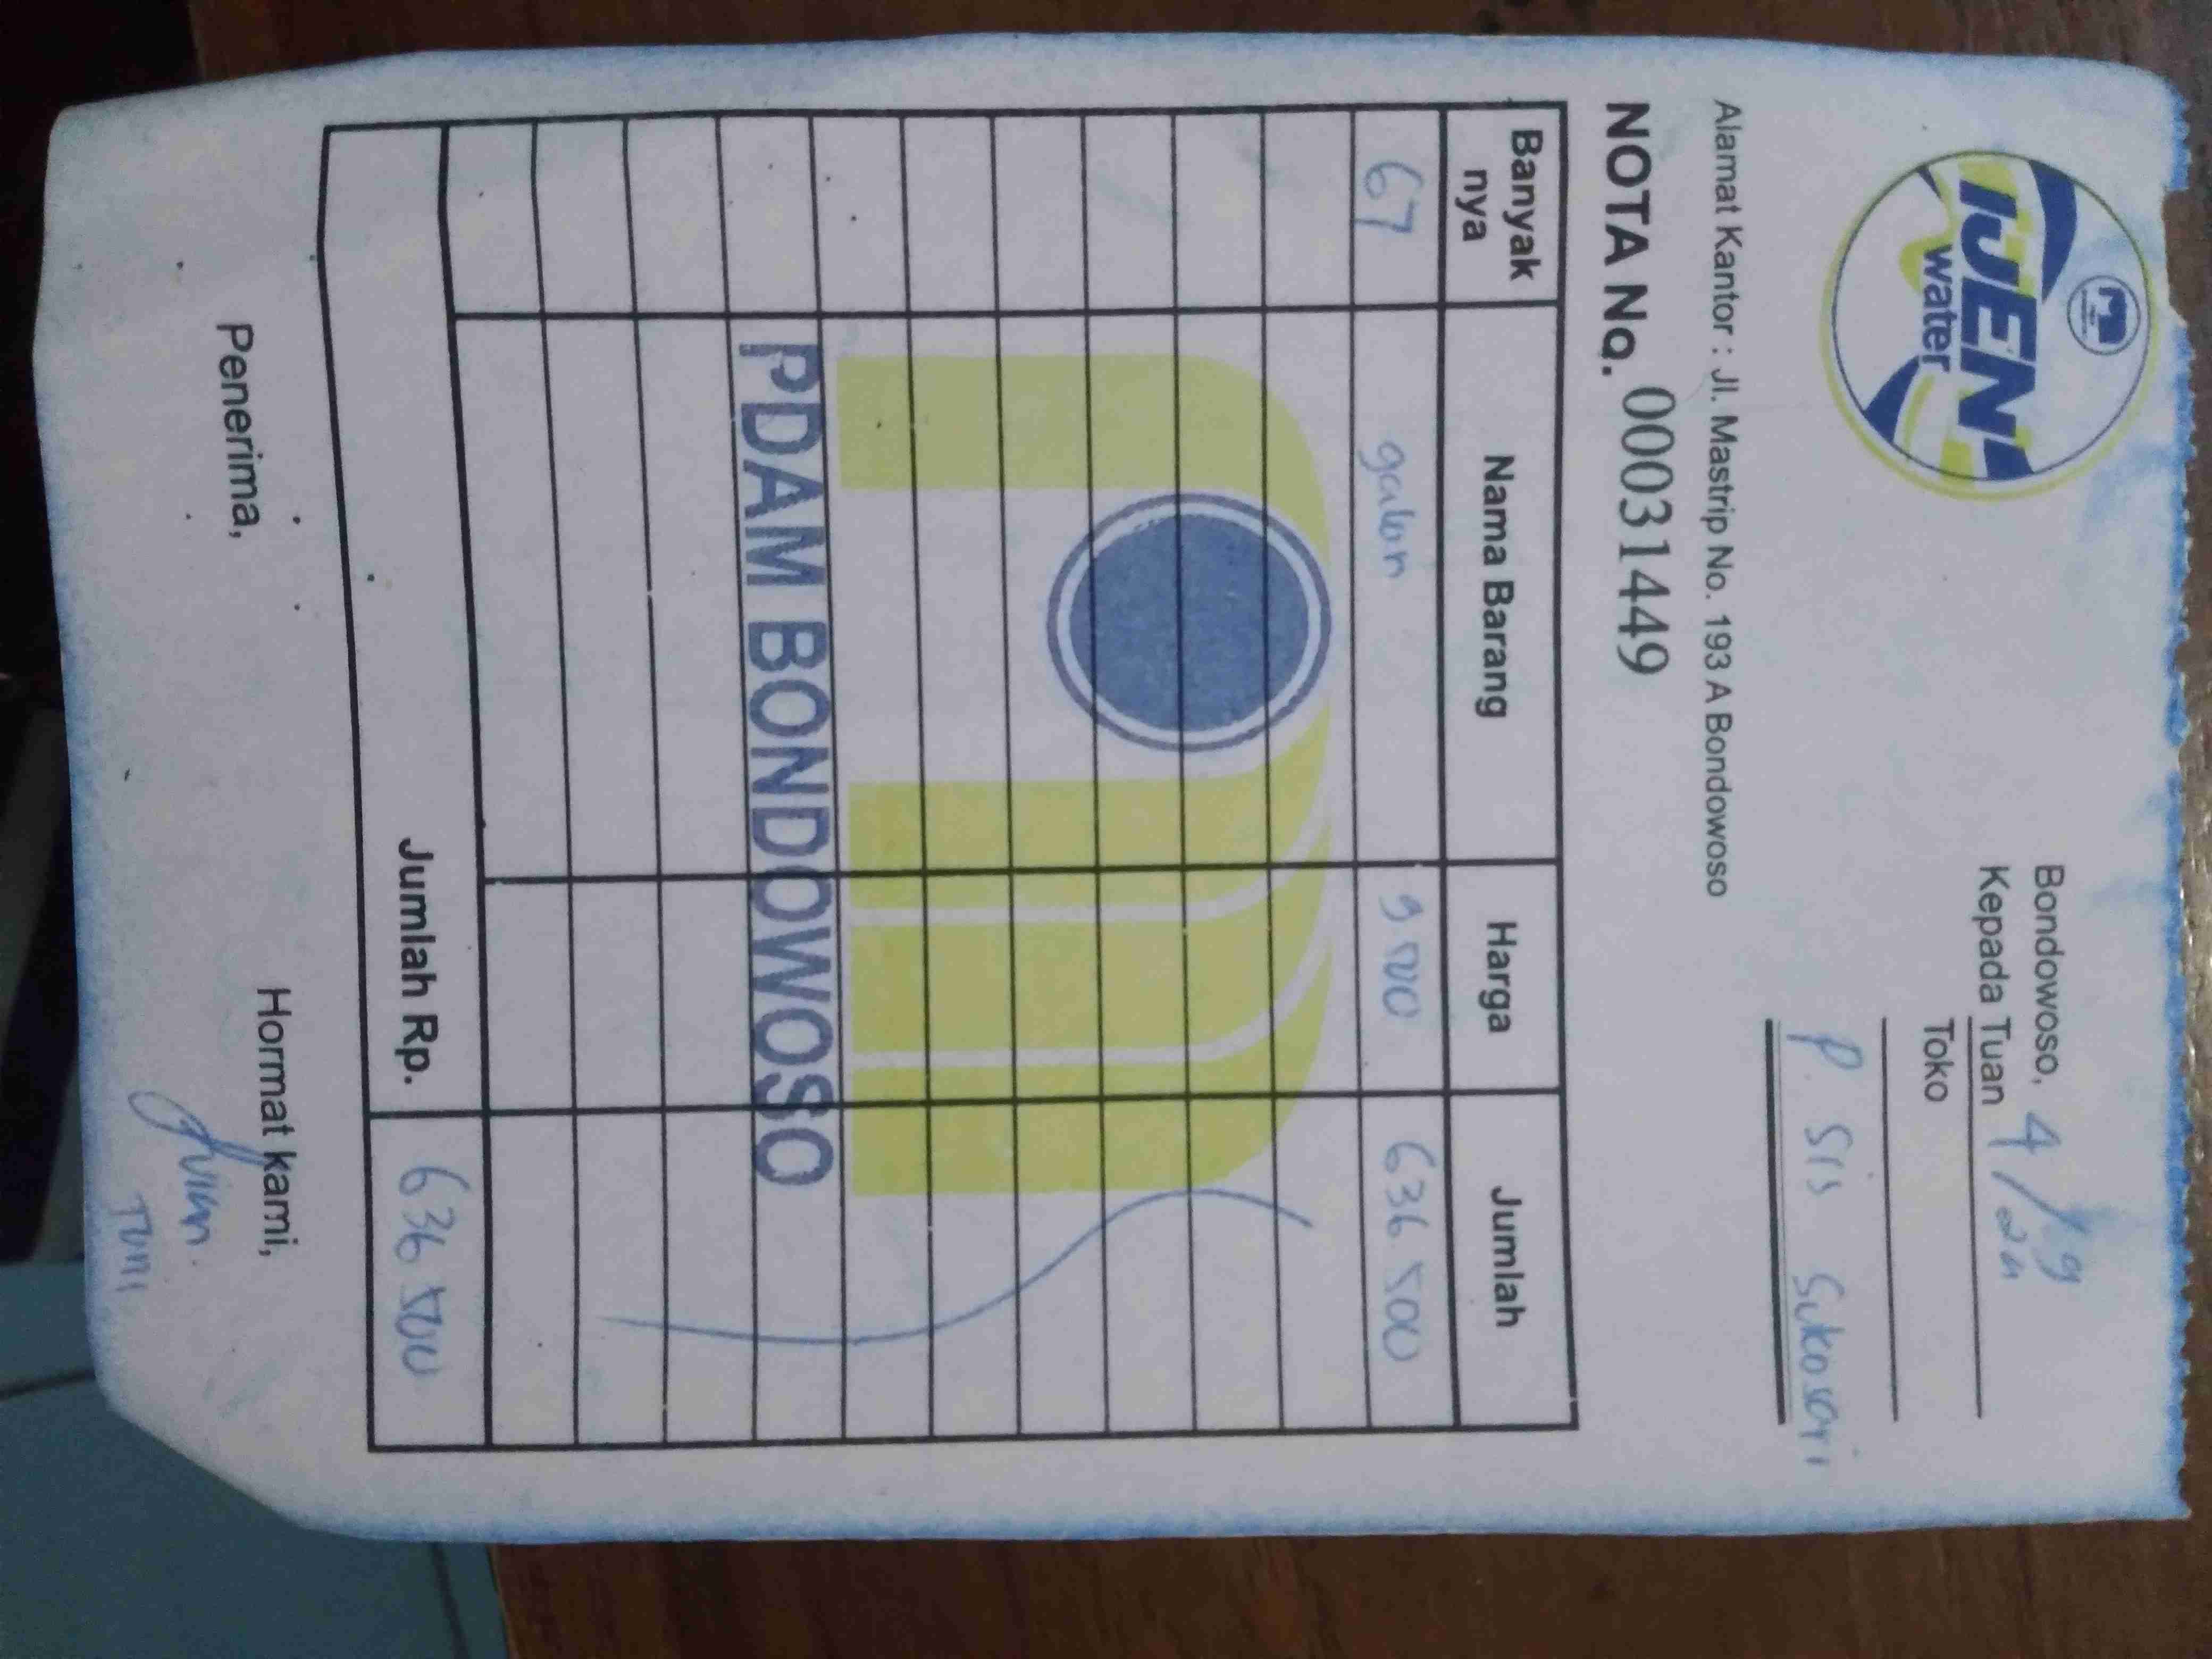 IJEN
water
Bondowoso, 4/9 24
Kepada Tuan
Toko
P. Sis Sukosari
Alamat Kantor : Jl. Mastrip No. 193 A Bondowoso
NOTA No. 00031449
Banyak nya Nama Barang Harga Jumlah
67 galon 9 500 636 500
PDAM BONDOWOSO
Jumlah Rp. 636 500
Penerima, Hormat kami,